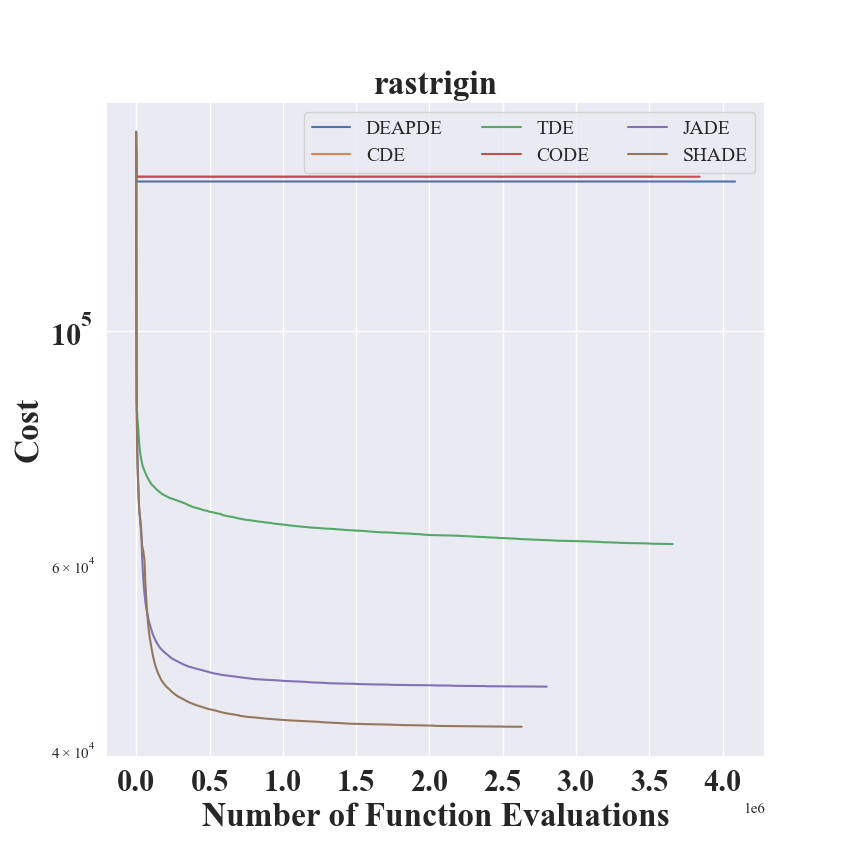 rastrigin
DEAPDE TDE JADE
CDE CODE SHADE
10^5
Cost
6 × 10^4
4 × 10^4
0.0 0.5 1.0 1.5 2.0 2.5 3.0 3.5 4.0
Number of Function Evaluations
1e6